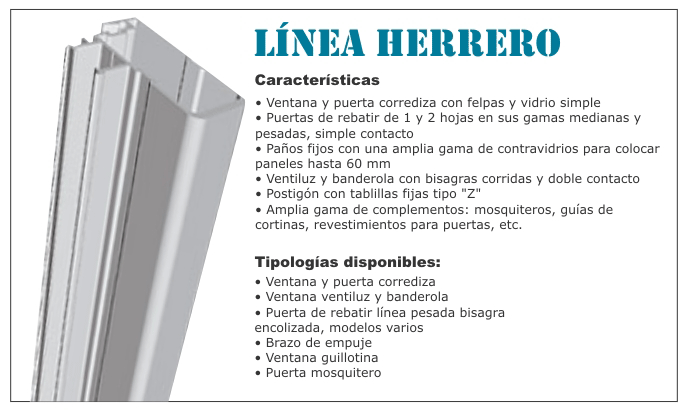 LÍNEA HERRERO
Características
• Ventana y puerta corrediza con felpas y vidrio simple
• Puertas de rebatir de 1 y 2 hojas en sus gamas medianas y
pesadas, simple contacto
• Paños fijos con una amplia gama de contravidrios para colocar
paneles hasta 60 mm
• Ventiluz y banderola con bisagras corridas y doble contacto
• Postigón con tablillas fijas tipo "Z"
• Amplia gama de complementos: mosquiteros, guías de
cortinas, revestimientos para puertas, etc.
Tipologías disponibles:
• Ventana y puerta corrediza
• Ventana ventiluz y banderola
• Puerta de rebatir línea pesada bisagra
encolizada, modelos varios
• Brazo de empuje
• Ventana guillotina
• Puerta mosquitero